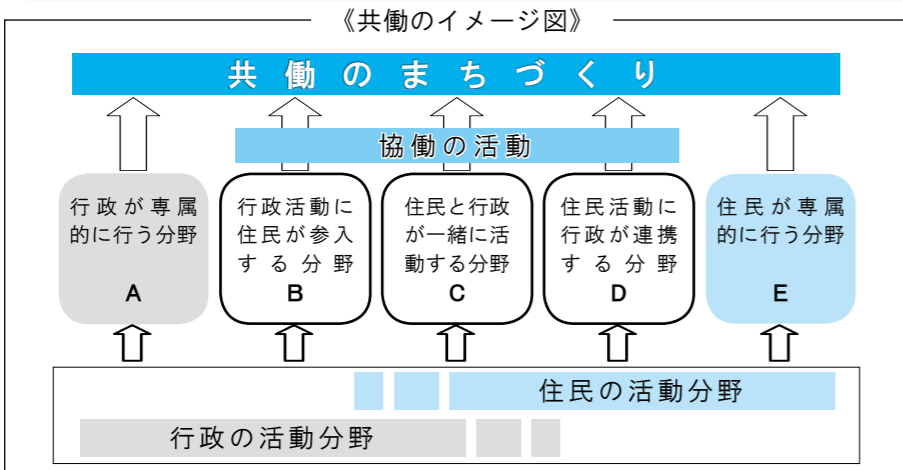 《共働のイメージ図》
共働のまちづくり
協働の活動
行政が専属
的に行う分野
A
行政活動に
住民が参入
する分野
B
住民と行政
が一緒に活
動する分野
C
住民活動に
行政が連携
する分野
D
住民が専属
的に行う分野
E
住民の活動分野
行政の活動分野